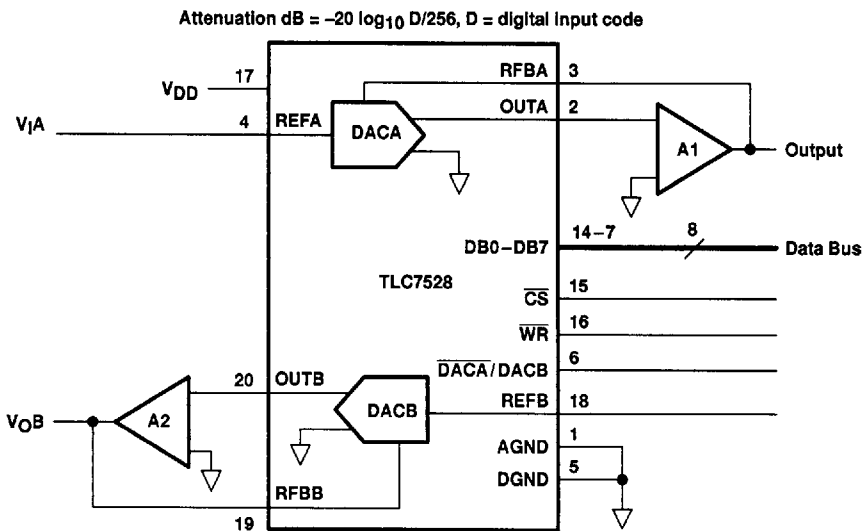 Attenuation dB = –20 log10 D/256, D = digital input code
17
VDD
RFBA
3
VIA
4
REFA
DACA
OUTA
2
A1
Output
DB0–DB7
14–7
8
Data Bus
TLC7528
CS
15
WR
16
DACA/DACB
6
20
OUTB
REFB
18
VOB
A2
DACB
AGND
1
DGND
5
RFBB
19